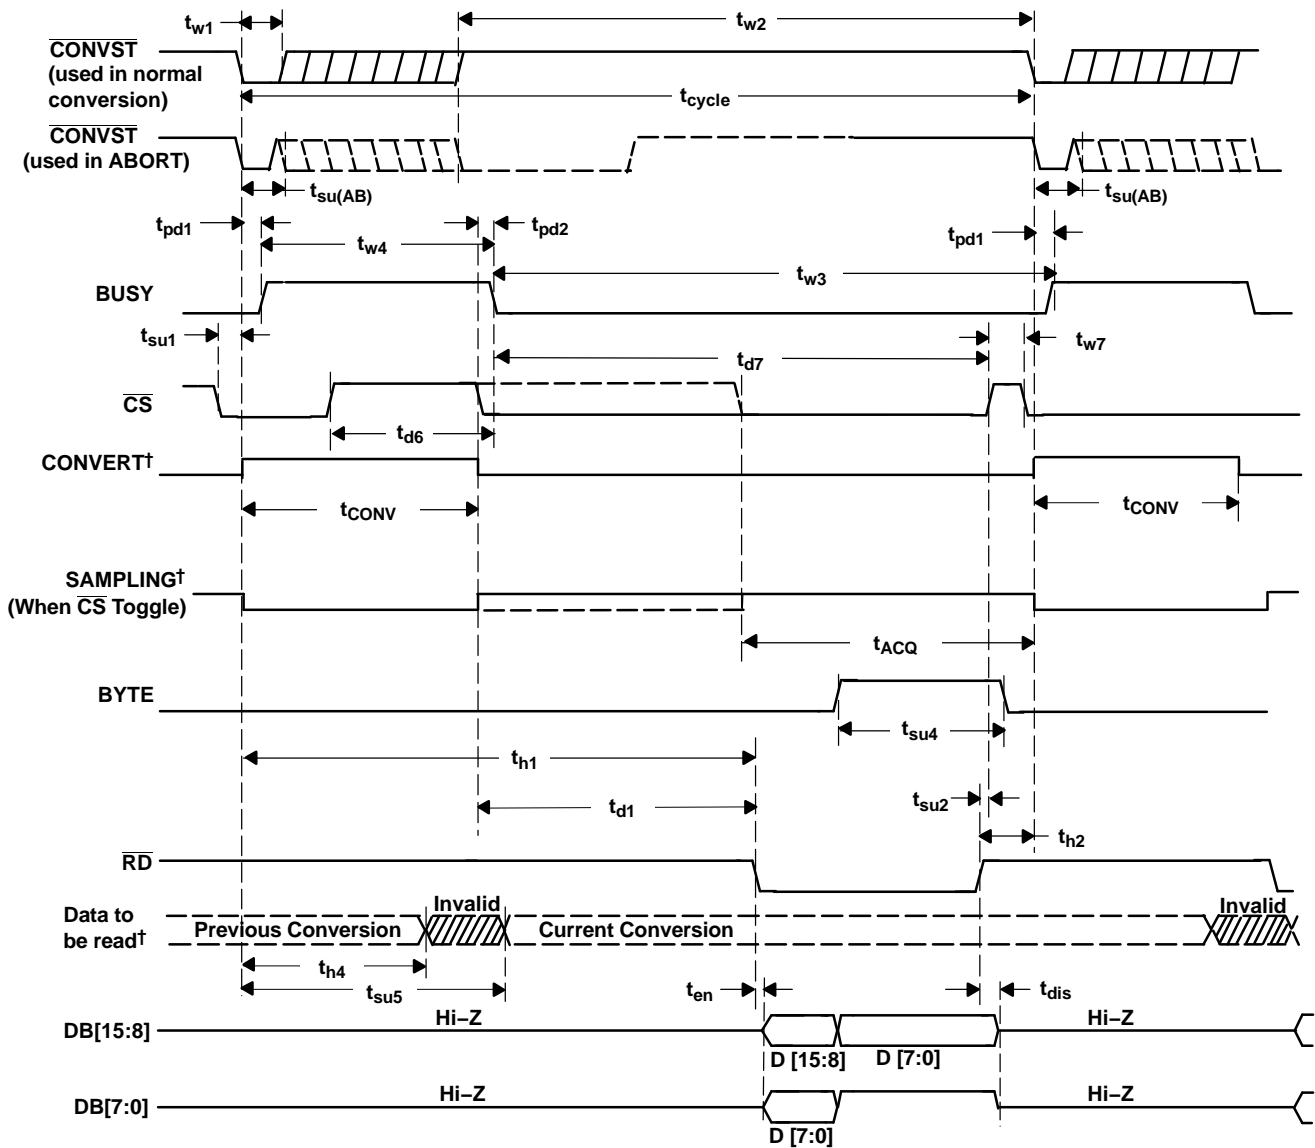 tw1
tw2
CONVST
(used in normal
conversion)
tcycle
CONVST
(used in ABORT)
tsu(AB)
tsu(AB)
tpd1
tw4
tpd2
tpd1
tw3
BUSY
tsu1
tw7
td7
CS
td6
CONVERT†
tCONV
tCONV
SAMPLING†
(When CS Toggle)
tACQ
BYTE
tsu4
th1
td1
tsu2
th2
RD
Data to
be read†
Previous Conversion
Invalid
Current Conversion
Invalid
th4
tsu5
ten
tdis
DB[15:8]
Hi–Z
D [15:8]
D [7:0]
Hi–Z
DB[7:0]
Hi–Z
D [7:0]
Hi–Z